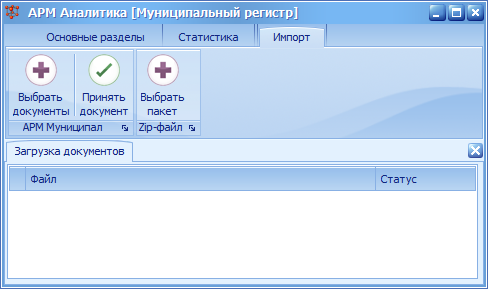 АРМ Аналитика [Муниципальный регистр]
Основные разделы Статистика Импорт
Выбрать документы
Принять документ
Выбрать пакет
АРМ Муниципал Zip-файл
Загрузка документов
Файл Статус